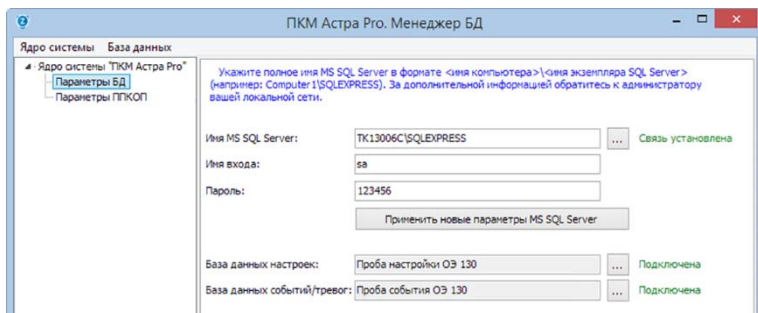 ПКМ Астра Pro. Менеджер БД
Ядро системы База данных
Ядро системы "ПКМ Астра Pro"
Параметры БД
Параметры ППКОП
Укажите полное имя MS SQL Server в формате <имя компьютера>\<имя экземпляра SQL Server>
(например: Computer1\SQLEXPRESS). За дополнительной информацией обратитесь к администратору
вашей локальной сети.
Имя MS SQL Server: TK13006C\SQLEXPRESS ... Связь установлена
Имя входа: sa
Пароль: 123456
Применить новые параметры MS SQL Server
База данных настроек: Проба настройки ОЭ 130 ... Подключена
База данных событий/тревог: Проба события ОЭ 130 ... Подключена